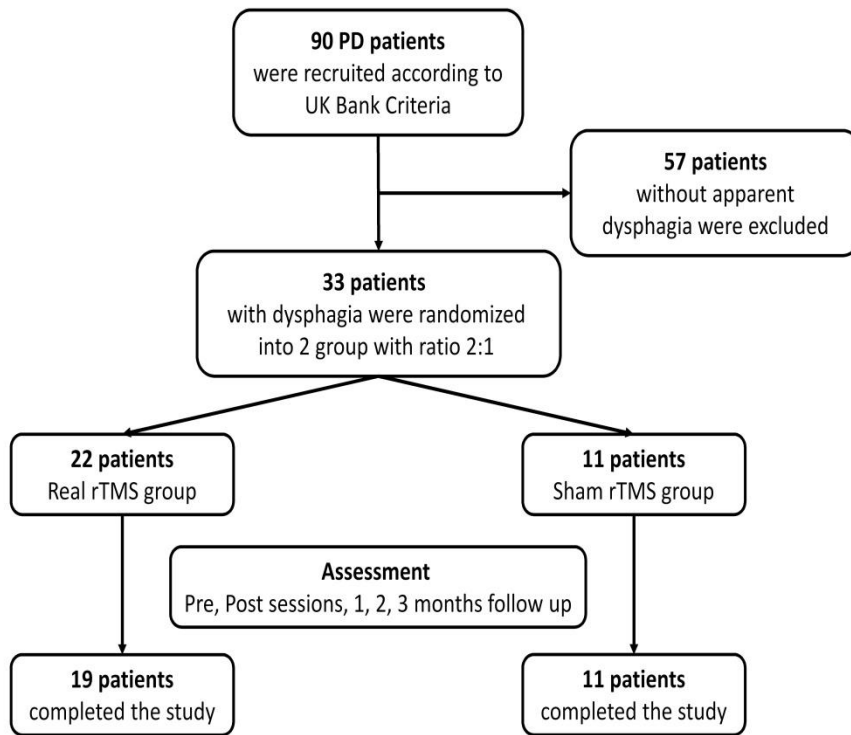 90 PD patients
were recruited according to
UK Bank Criteria
57 patients
without apparent
dysphagia were excluded
33 patients
with dysphagia were randomized
into 2 group with ratio 2:1
22 patients
Real rTMS group
11 patients
Sham rTMS group
Assessment
Pre, Post sessions, 1, 2, 3 months follow up
19 patients
completed the study
11 patients
completed the study